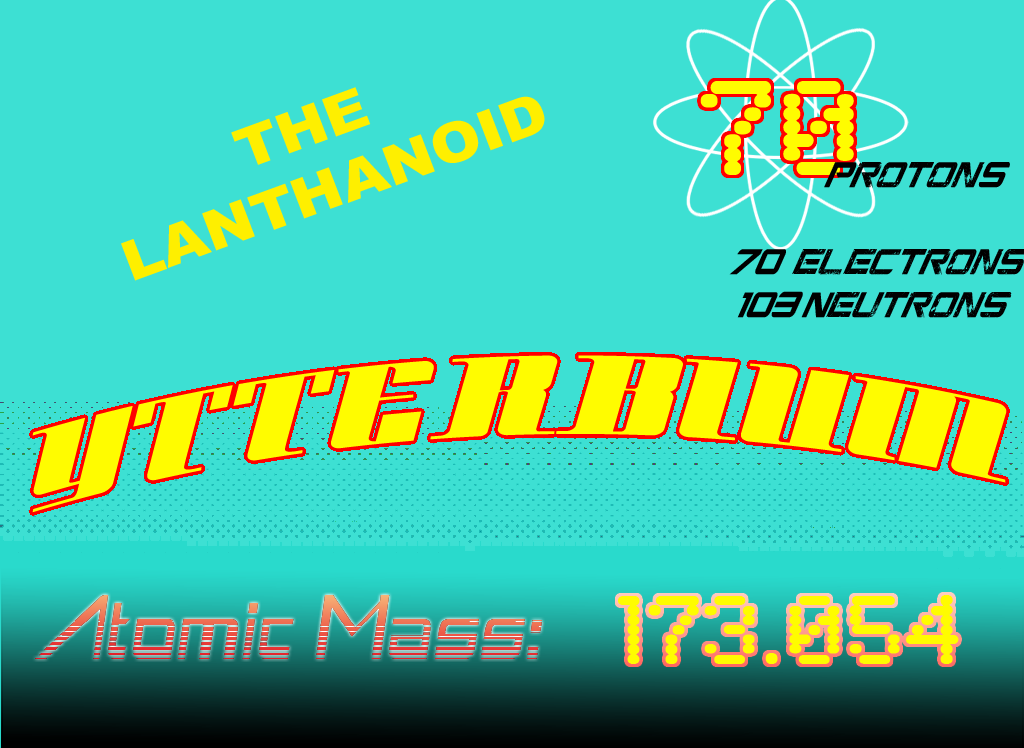 THE
LANTHANOID
70
PROTONS
70 ELECTRONS
103 NEUTRONS
YTTERBIUM
Atomic Mass: 173.054